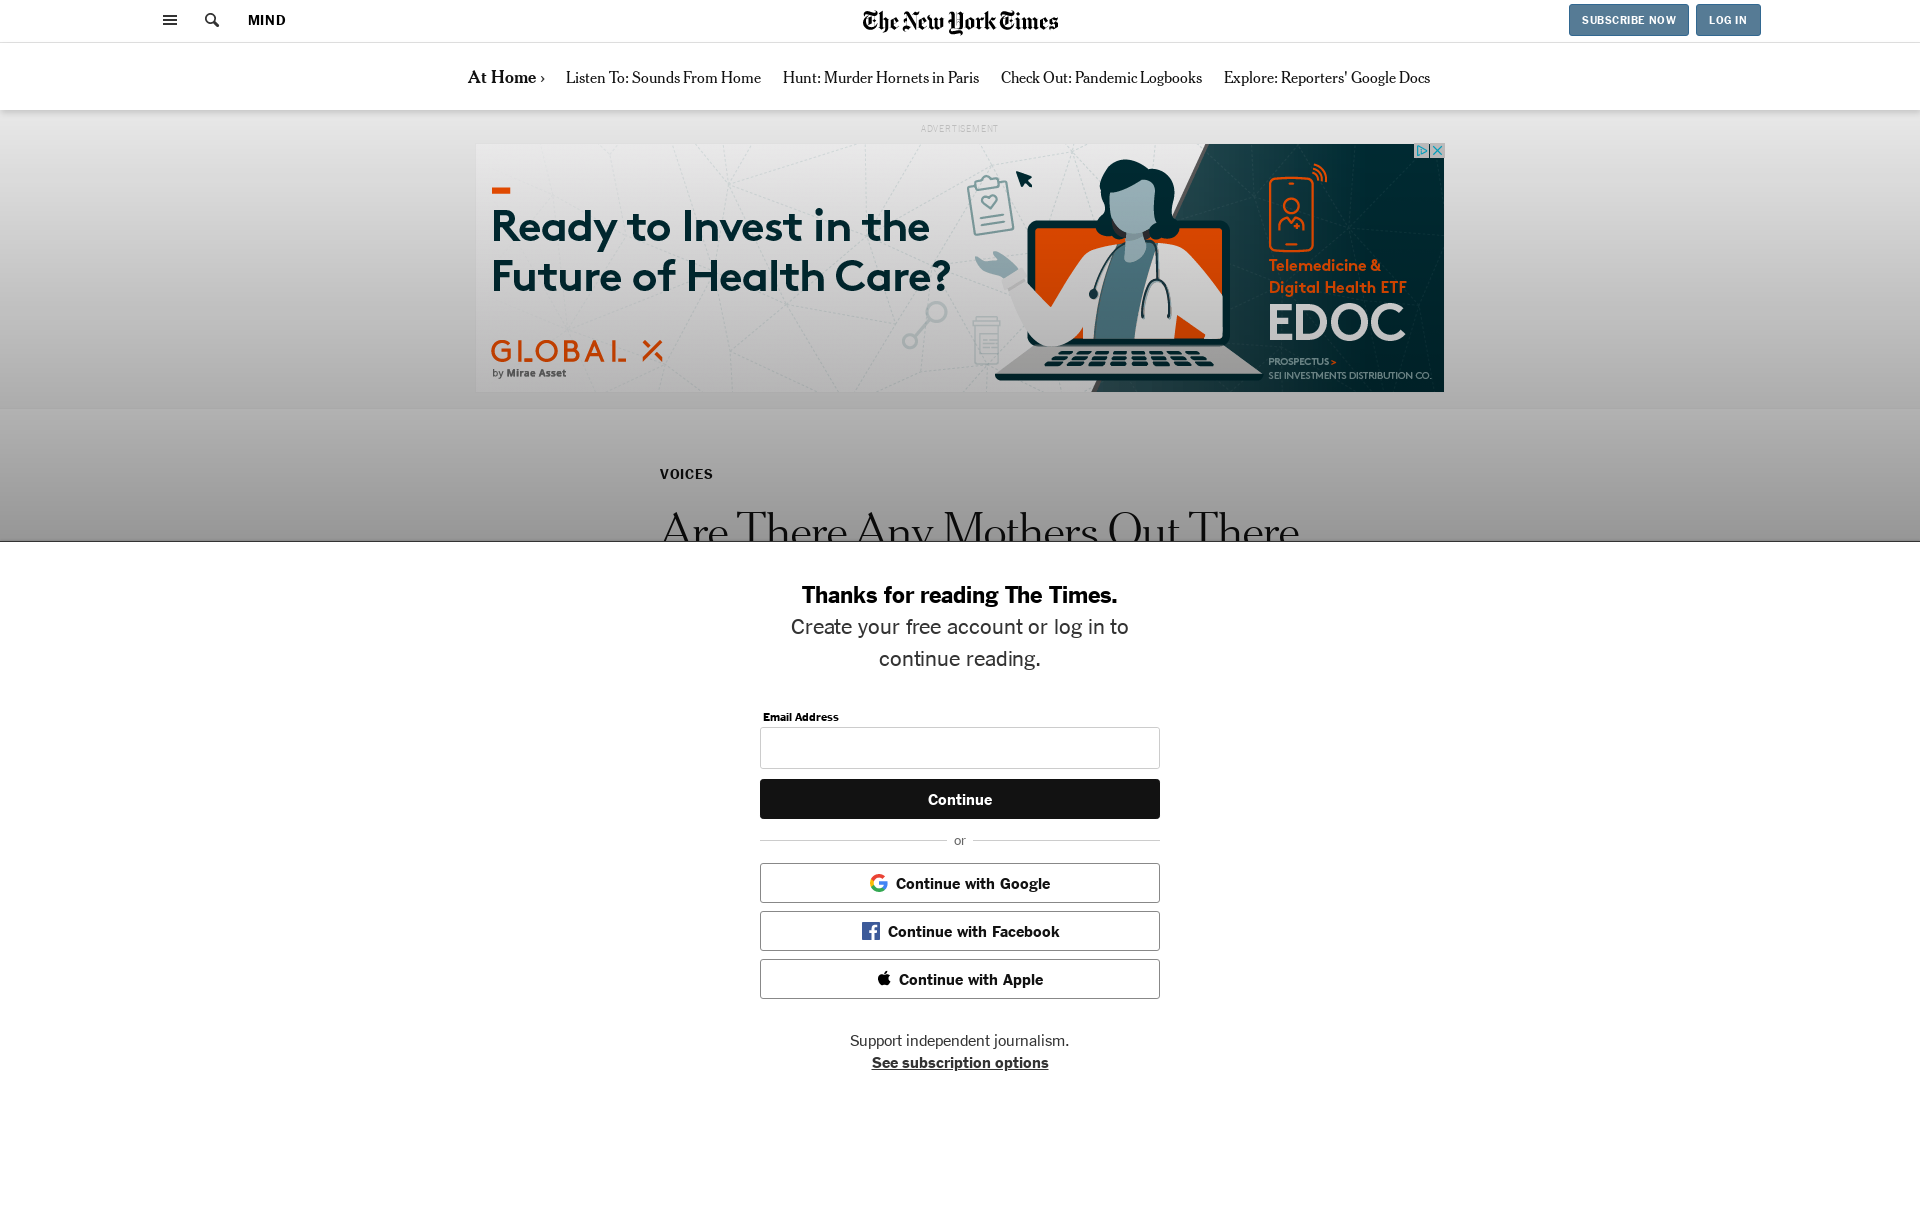 MIND
The New York Times
SUBSCRIBE NOW
LOG IN
At Home ›
Listen To: Sounds From Home
Hunt: Murder Hornets in Paris
Check Out: Pandemic Logbooks
Explore: Reporters' Google Docs
ADVERTISEMENT
Ready to Invest in the
Future of Health Care?
GLOBAL X
by Mirae Asset
Telemedicine &
Digital Health ETF
EDOC
PROSPECTUS >
SEI INVESTMENTS DISTRIBUTION CO.
VOICES
Are There Any Mothers Out There
Thanks for reading The Times.
Create your free account or log in to
continue reading.
Email Address
Continue
or
Continue with Google
Continue with Facebook
Continue with Apple
Support independent journalism.
See subscription options